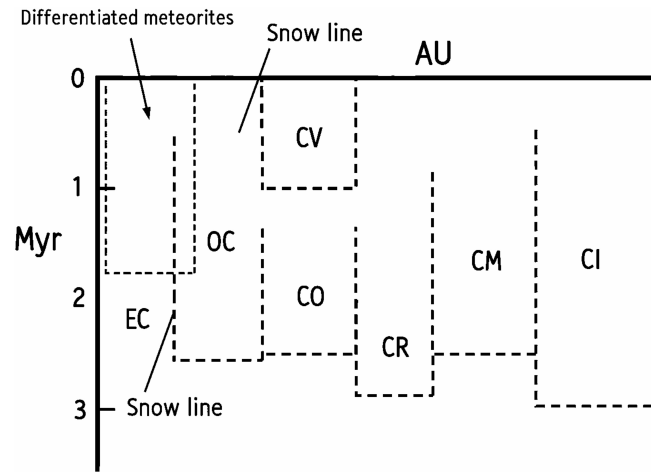 Differentiated meteorites
Snow line
AU
0
CV
1
Myr
OC
CM
CI
2
CO
EC
CR
Snow line
3